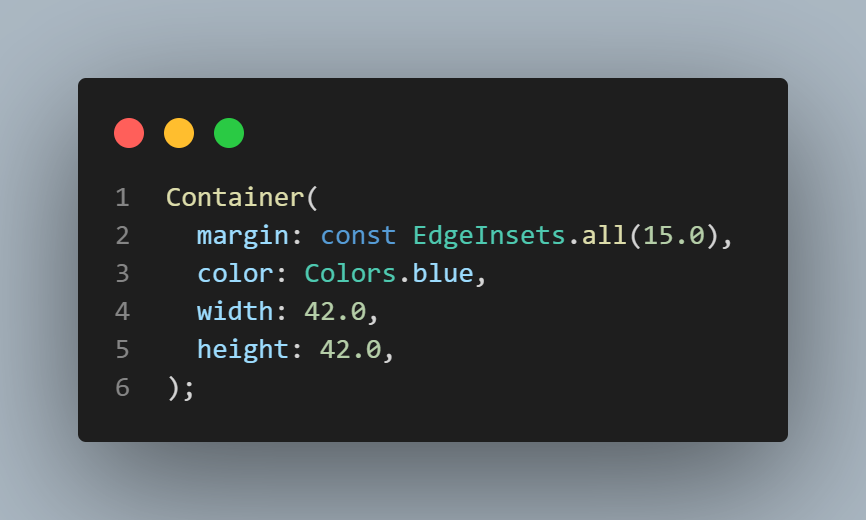 1 Container(
2   margin: const EdgeInsets.all(15.0),
3   color: Colors.blue,
4   width: 42.0,
5   height: 42.0,
6 );